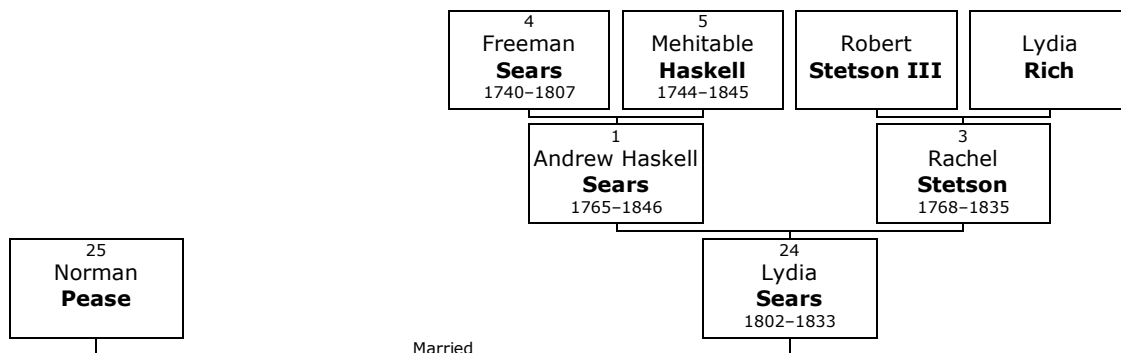 4
Freeman
Sears
1740–1807
5
Mehitable
Haskell
1744–1845
Robert
Stetson III
Lydia
Rich
1
Andrew Haskell
Sears
1765–1846
3
Rachel
Stetson
1768–1835
25
Norman
Pease
24
Lydia
Sears
1802–1833
Married